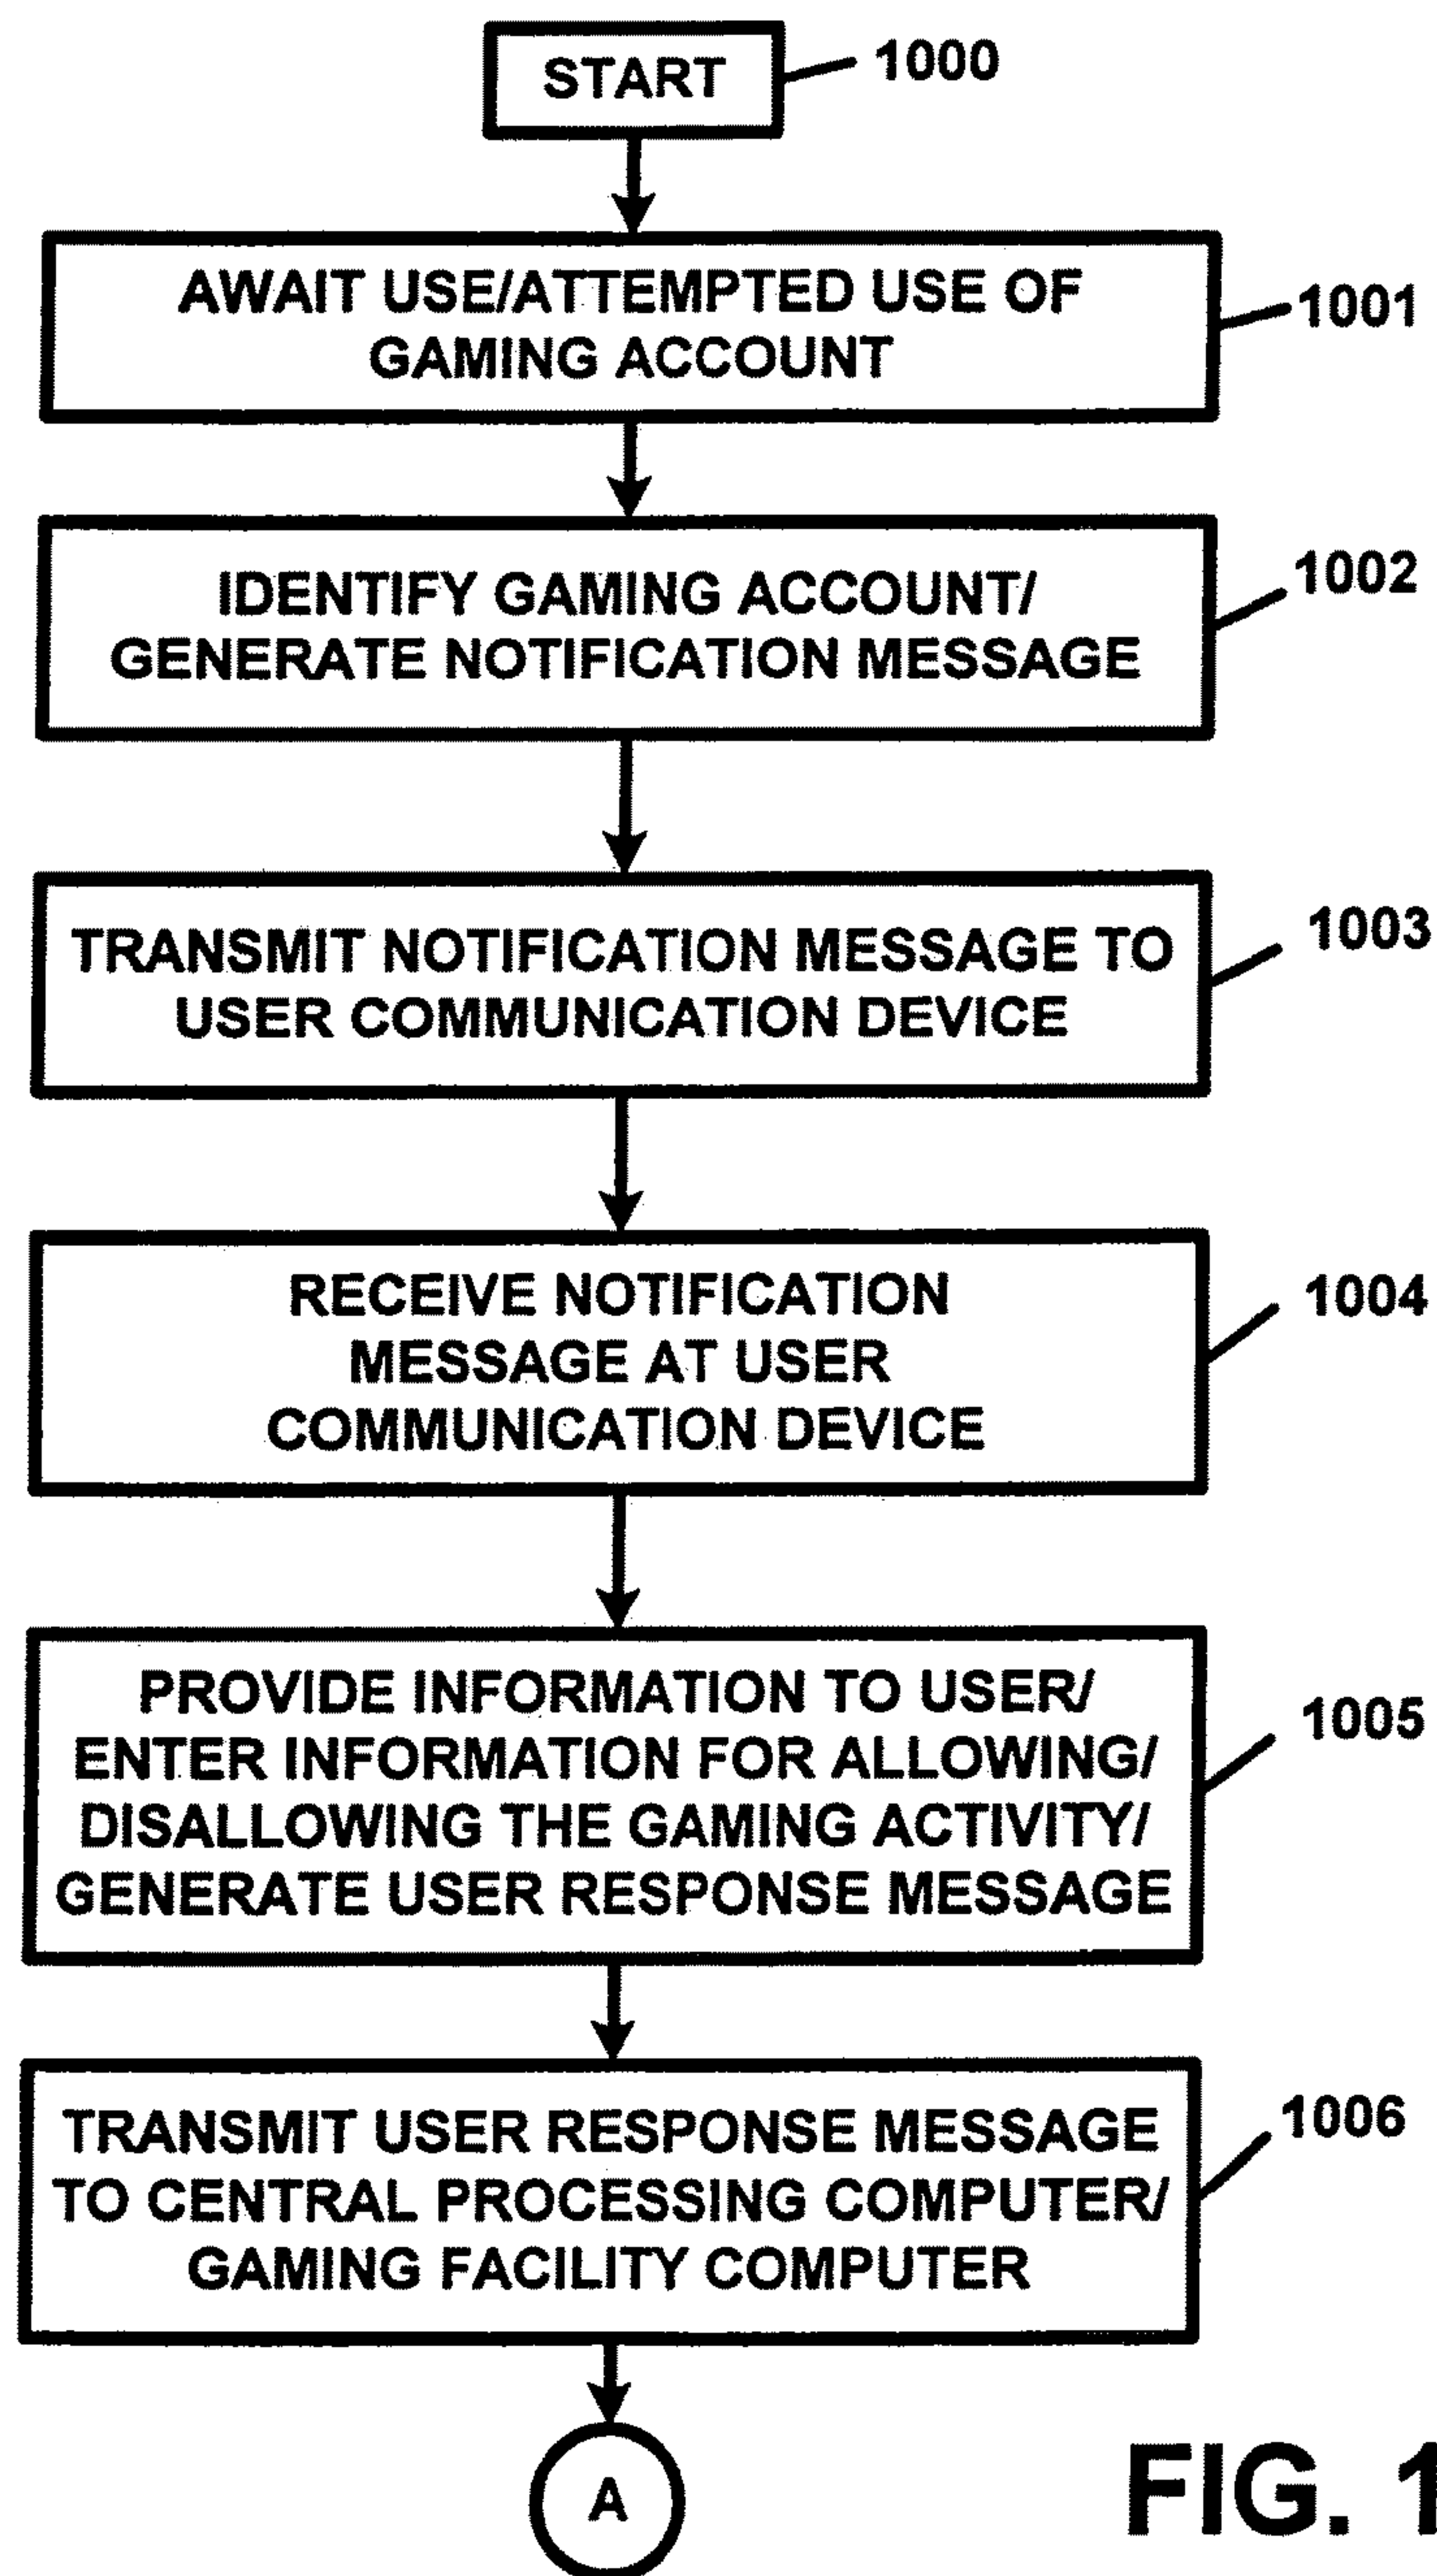 START
1000
AWAIT USE/ATTEMPTED USE OF
GAMING ACCOUNT
1001
IDENTIFY GAMING ACCOUNT/
GENERATE NOTIFICATION MESSAGE
1002
TRANSMIT NOTIFICATION MESSAGE TO
USER COMMUNICATION DEVICE
1003
RECEIVE NOTIFICATION
MESSAGE AT USER
COMMUNICATION DEVICE
1004
PROVIDE INFORMATION TO USER/
ENTER INFORMATION FOR ALLOWING/
DISALLOWING THE GAMING ACTIVITY/
GENERATE USER RESPONSE MESSAGE
1005
TRANSMIT USER RESPONSE MESSAGE
TO CENTRAL PROCESSING COMPUTER/
GAMING FACILITY COMPUTER
1006
A
FIG. 1